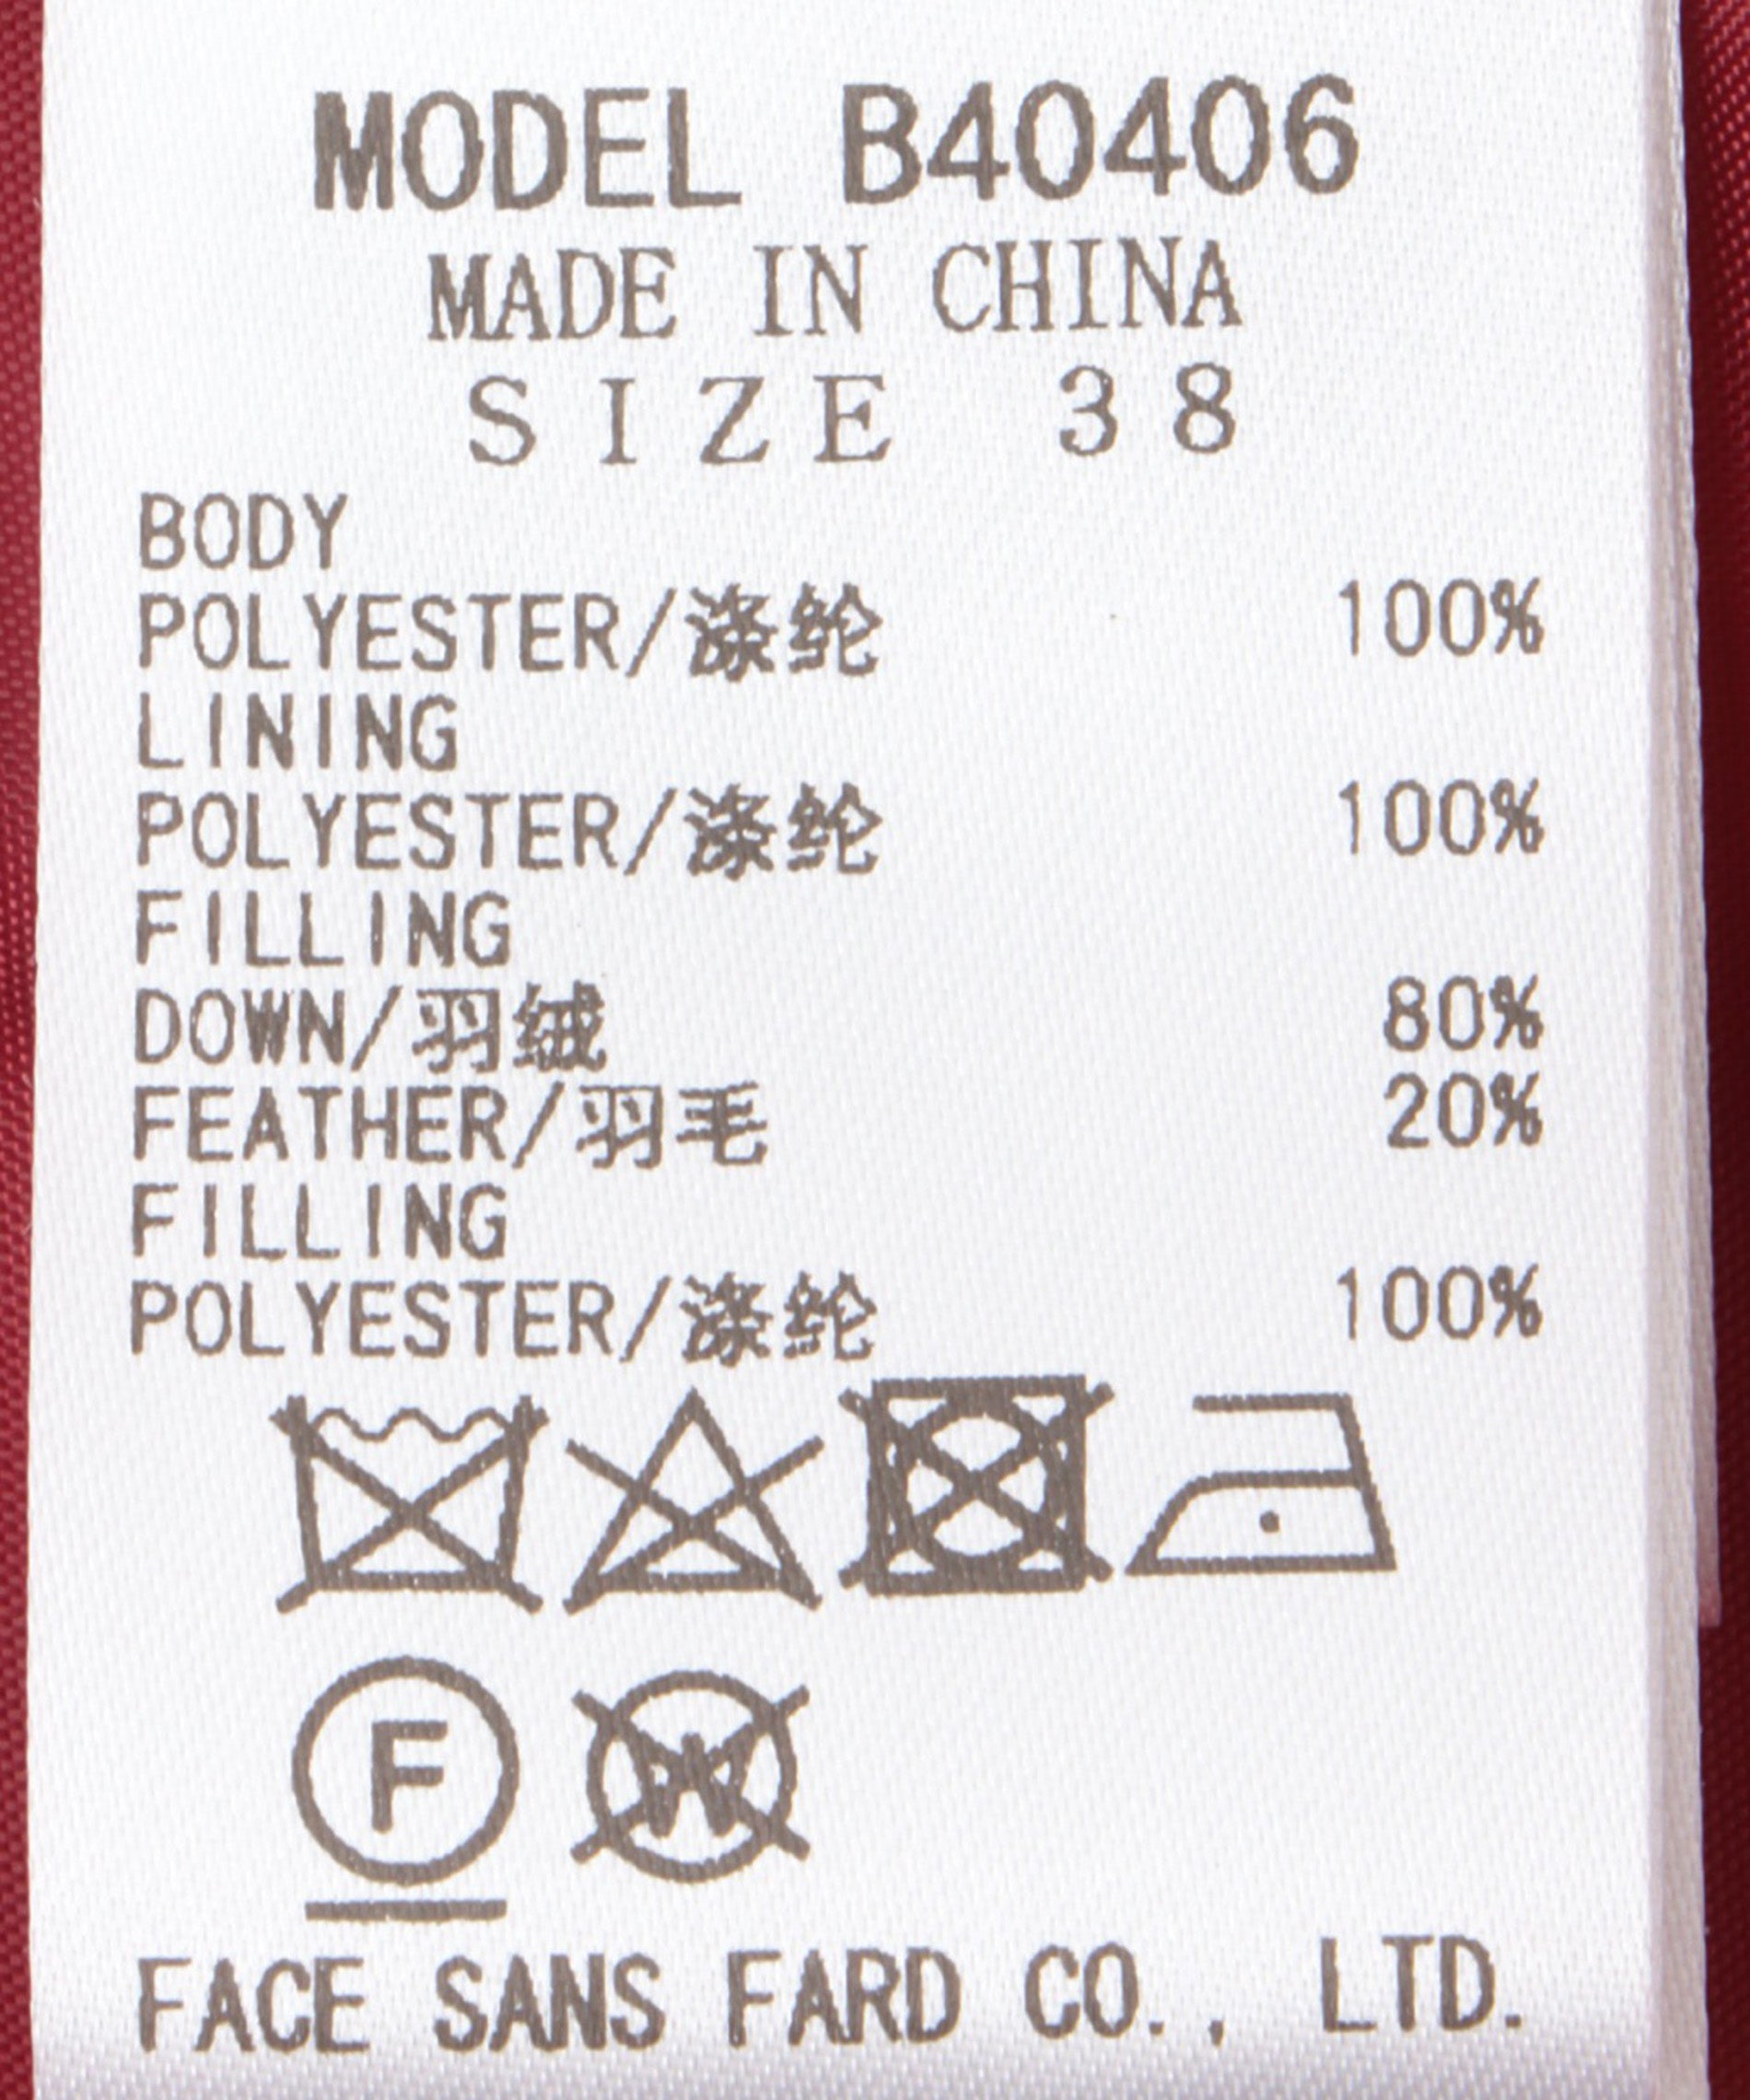 MODEL B40406
MADE IN CHINA
SIZE 38
BODY
POLYESTER/涤纶 100%
LINING
POLYESTER/涤纶 100%
FILLING
DOWN/羽绒 80%
FEATHER/羽毛 20%
FILLING
POLYESTER/涤纶 100%
F W
FACE SANS FARD CO., LTD.